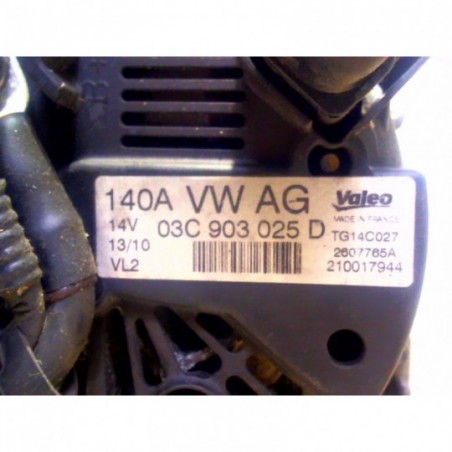 B+
140A VW AG Valeo
MADE IN FRANCE
14V 03C 903 025 D TG14C027
13/10 2607765A
VL2 210017944